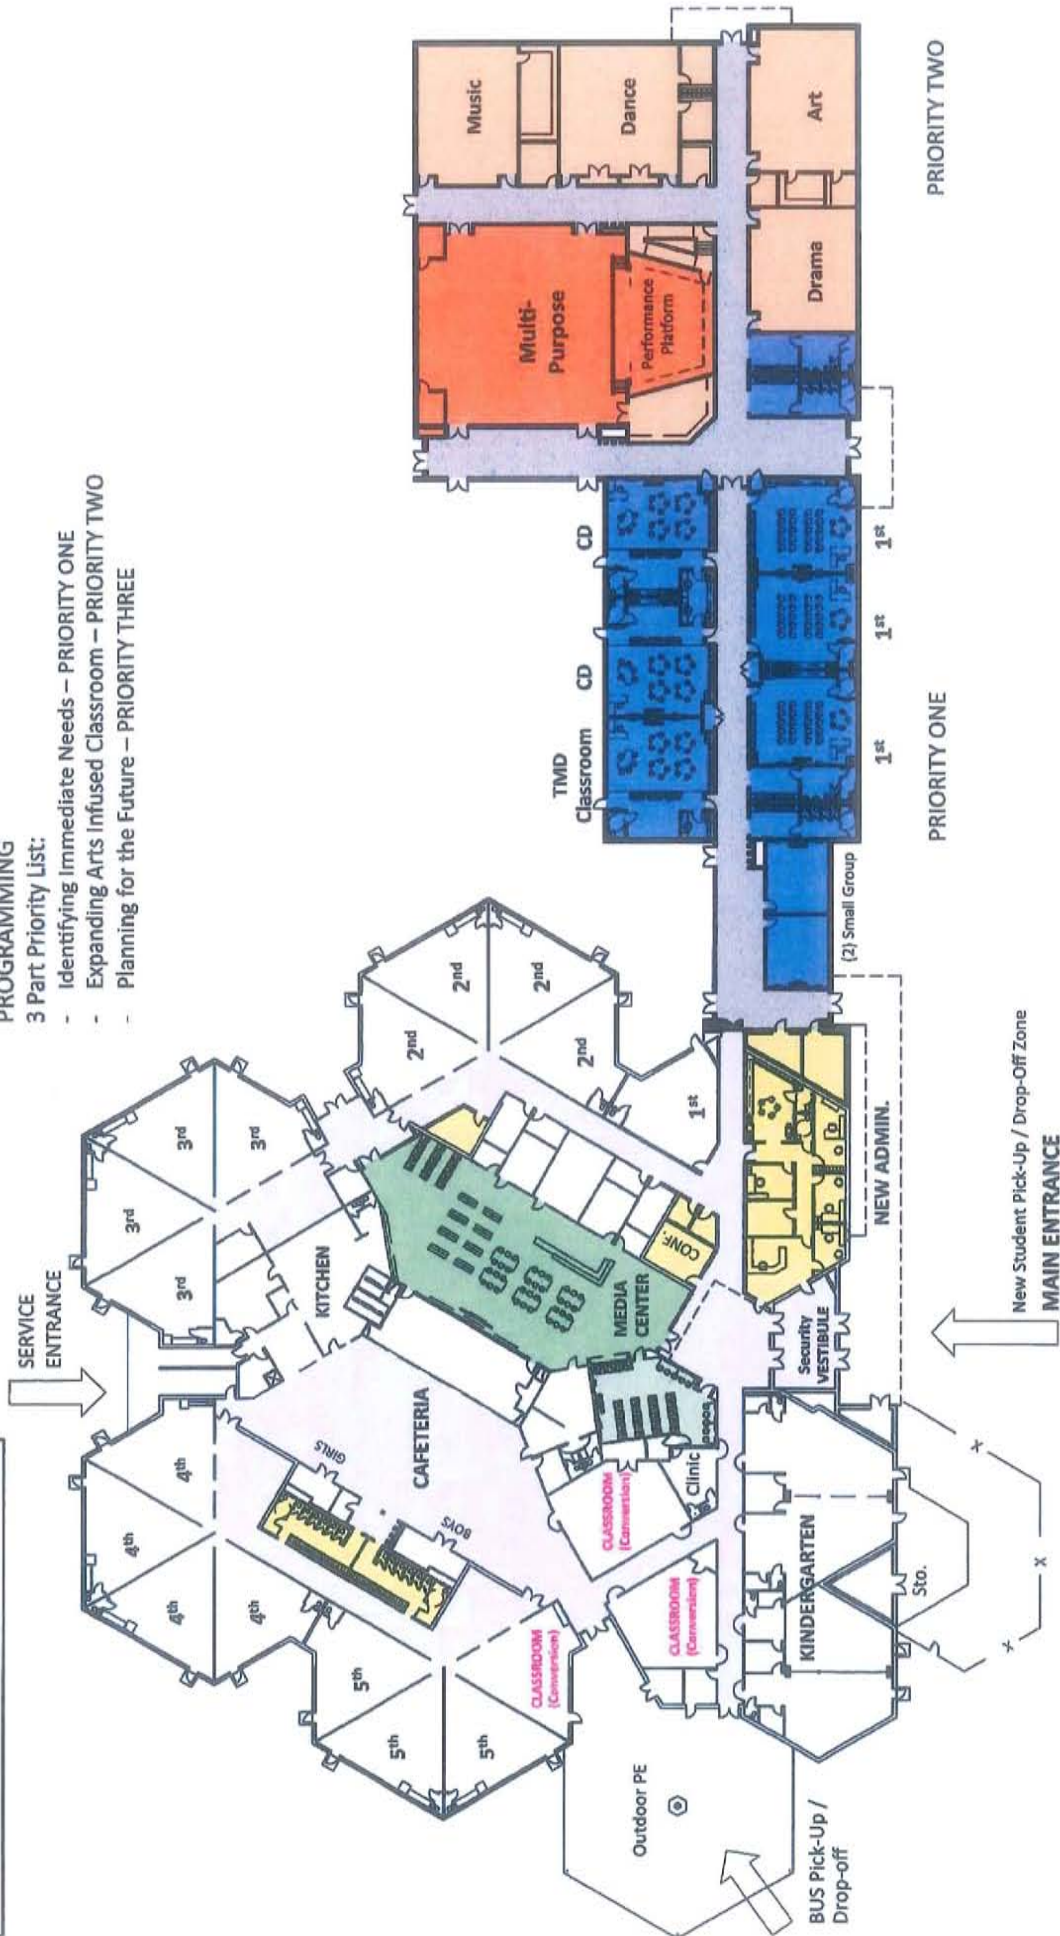 PROGRAMMING
3 Part Priority List:
- Identifying Immediate Needs – PRIORITY ONE
- Expanding Arts Infused Classroom – PRIORITY TWO
- Planning for the Future – PRIORITY THREE
SERVICE
ENTRANCE
4th
4th
4th
4th
3rd
3rd
3rd
3rd
5th
5th
5th
2nd
2nd
2nd
2nd
1st
GIRLS
BOYS
CAFETERIA
KITCHEN
CLASSROOM
(Conversion)
CLASSROOM
(Conversion)
CLASSROOM
(Conversion)
Clinic
MEDIA
CENTER
CONF.
Outdoor PE
BUS Pick-Up /
Drop-off
KINDERGARTEN
Sto.
x
x
x
Security
VESTIBULE
NEW ADMIN.
New Student Pick-Up / Drop-Off Zone
MAIN ENTRANCE
TMD
Classroom
CD
CD
(2) Small Group
1st
1st
1st
PRIORITY ONE
Multi-
Purpose
Performance
Platform
Music
Dance
Drama
Art
PRIORITY TWO